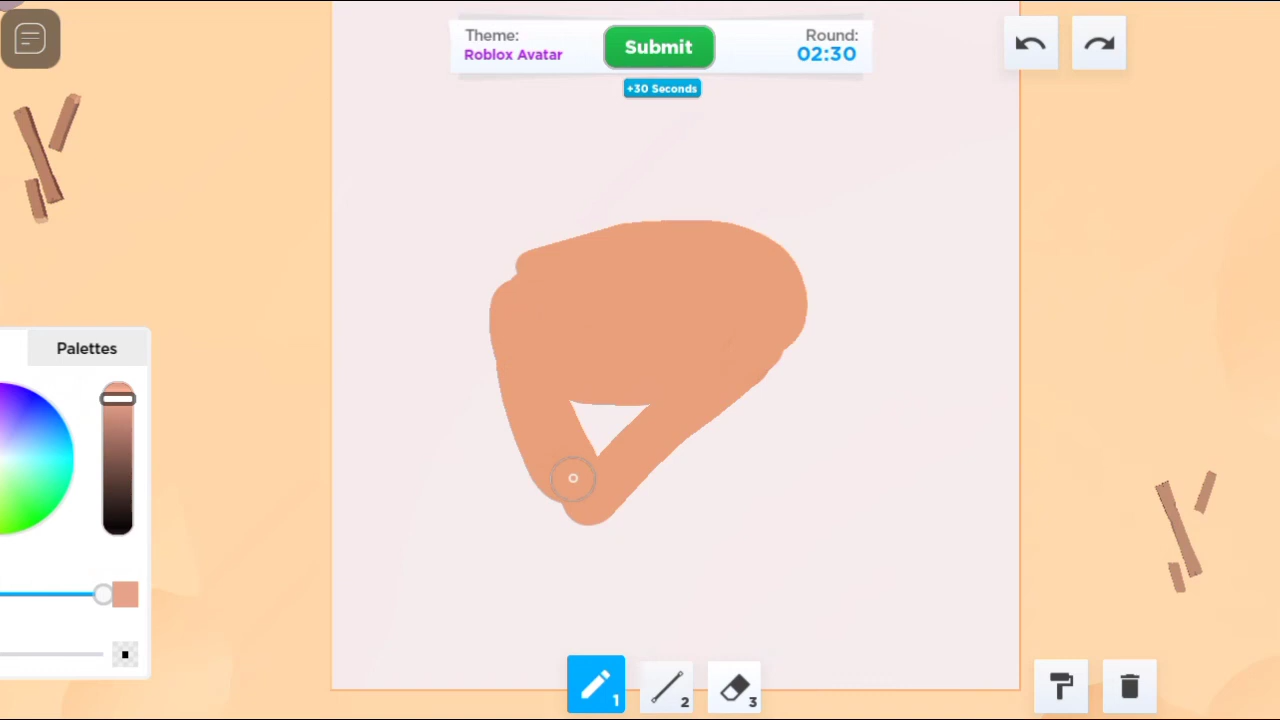 Theme:
Roblox Avatar
Submit
Round:
02:30
+30 Seconds
Palettes
1
2
3